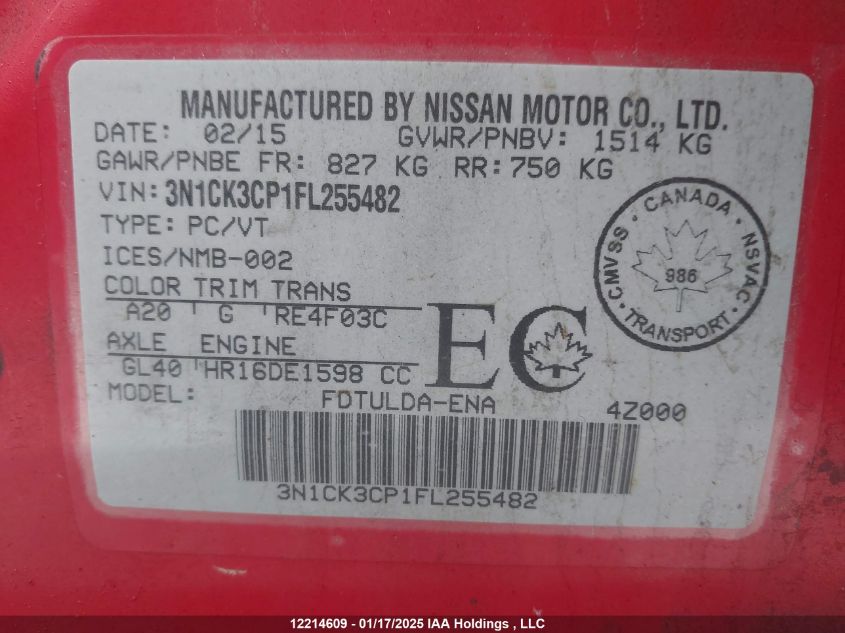 MANUFACTURED BY NISSAN MOTOR CO., LTD.
DATE: 02/15 GVWR/PNBV: 1514 KG
GAWR/PNBE FR: 827 KG RR: 750 KG
VIN: 3N1CK3CP1FL255482
TYPE: PC/VT
ICES/NMB-002
COLOR TRIM TRANS
A20 ' G 'RE4F03C
AXLE ENGINE
GL40 'HR16DE1598 CC
MODEL: FDTULDA-ENA 4Z000
EC
CANADA
CMVSS · NSVAC
986
TRANSPORT
3N1CK3CP1FL255482
12214609 - 01/17/2025 IAA Holdings , LLC